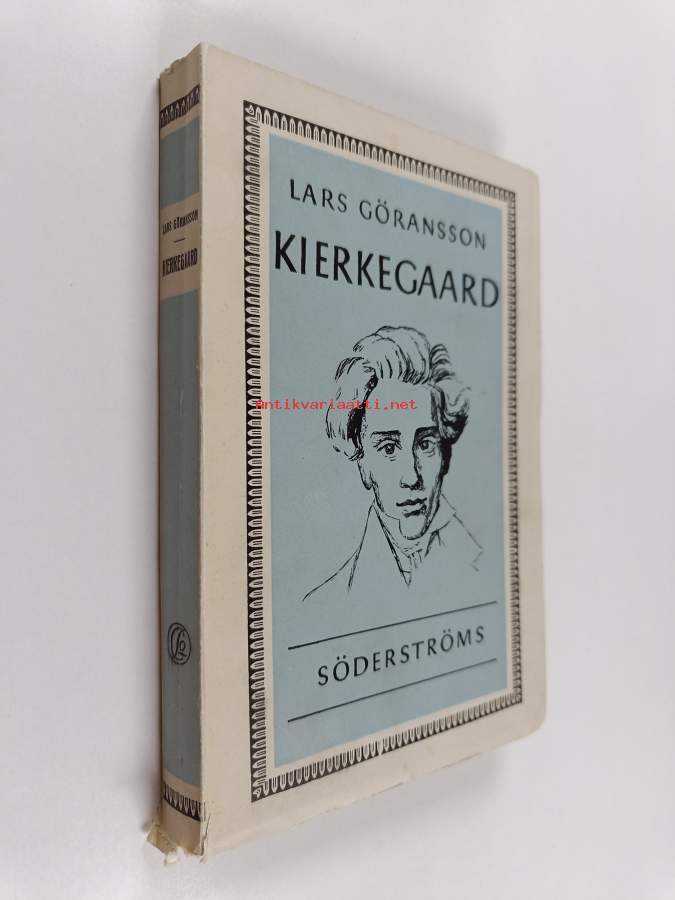 LARS GÖRANSSON
KIERKEGAARD
antikvariaatti.net
SÖDERSTRÖMS
LARS GÖRANSSON
KIERKEGAARD